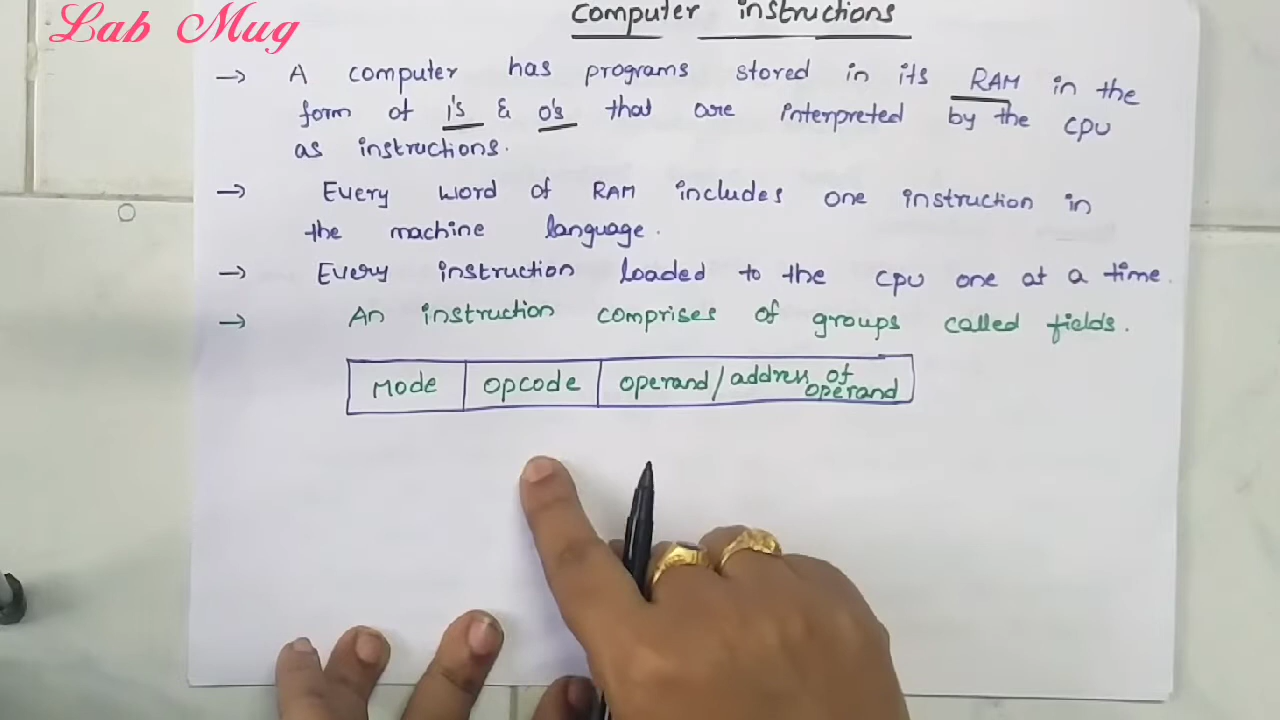 Lab Mug
Computer instructions
→ A computer has programs stored in its RAM in the
form of 1's & 0's that are interpreted by the CPU
as instructions.
→ Every word of RAM includes one instruction in
the machine language.
→ Every instruction loaded to the CPU one at a time.
→ An instruction comprises of groups called fields.
Mode opcode operand/address of
operand